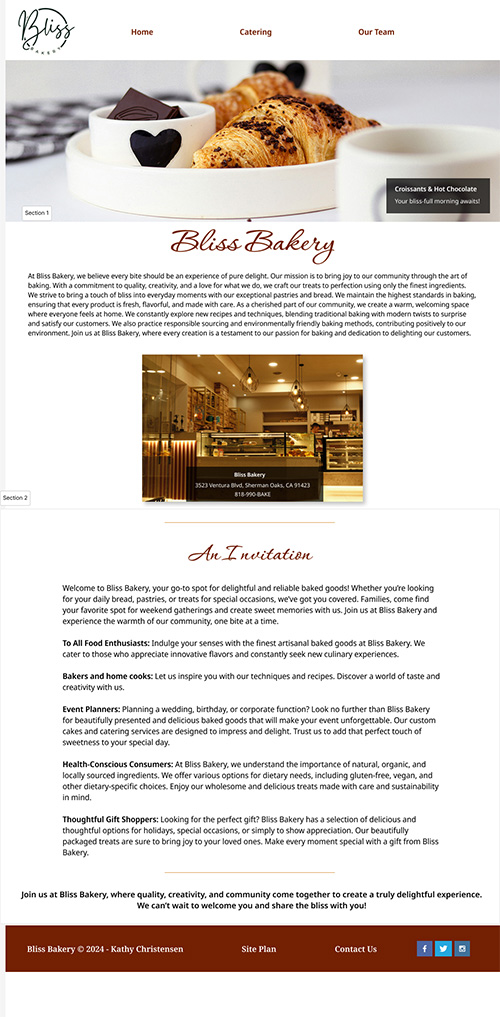 Bliss
BAKERY
Home Catering Our Team
Croissants & Hot Chocolate
Your bliss-full morning awaits!
Section 1
Bliss Bakery
At Bliss Bakery, we believe every bite should be an experience of pure delight. Our mission is to bring joy to our community through the art of
baking. With a commitment to quality, creativity, and a love for what we do, we craft our treats to perfection using only the finest ingredients.
We strive to bring a touch of bliss into everyday moments with our exceptional pastries and bread. We maintain the highest standards in baking,
ensuring that every product is fresh, flavorful, and made with care. As a cherished part of our community, we create a warm, welcoming space
where everyone feels at home. We constantly explore new recipes and techniques, blending traditional baking with modern twists to surprise
and satisfy our customers. We also practice responsible sourcing and environmentally friendly baking methods, contributing positively to our
environment. Join us at Bliss Bakery, where every creation is a testament to our passion for baking and dedication to delighting our customers.
Bliss Bakery
3523 Ventura Blvd, Sherman Oaks, CA 91423
818-990-BAKE
Section 2
An Invitation
Welcome to Bliss Bakery, your go-to spot for delightful and reliable baked goods! Whether you're looking
for your daily bread, pastries, or treats for special occasions, we've got you covered. Families, come find
your favorite spot for weekend gatherings and create sweet memories with us. Join us at Bliss Bakery and
experience the warmth of our community, one bite at a time.
To All Food Enthusiasts: Indulge your senses with the finest artisanal baked goods at Bliss Bakery. We
cater to those who appreciate innovative flavors and constantly seek new culinary experiences.
Bakers and home cooks: Let us inspire you with our techniques and recipes. Discover a world of taste and
creativity with us.
Event Planners: Planning a wedding, birthday, or corporate function? Look no further than Bliss Bakery
for beautifully presented and delicious baked goods that will make your event unforgettable. Our custom
cakes and catering services are designed to impress and delight. Trust us to add that perfect touch of
sweetness to your special day.
Health-Conscious Consumers: At Bliss Bakery, we understand the importance of natural, organic, and
locally sourced ingredients. We offer various options for dietary needs, including gluten-free, vegan, and
other dietary-specific choices. Enjoy our wholesome and delicious treats made with care and sustainability
in mind.
Thoughtful Gift Shoppers: Looking for the perfect gift? Bliss Bakery has a selection of delicious and
thoughtful options for holidays, special occasions, or simply to show appreciation. Our beautifully
packaged treats are sure to bring joy to your loved ones. Make every moment special with a gift from Bliss
Bakery.
Join us at Bliss Bakery, where quality, creativity, and community come together to create a truly delightful experience.
We can't wait to welcome you and share the bliss with you!
Bliss Bakery © 2024 - Kathy Christensen Site Plan Contact Us